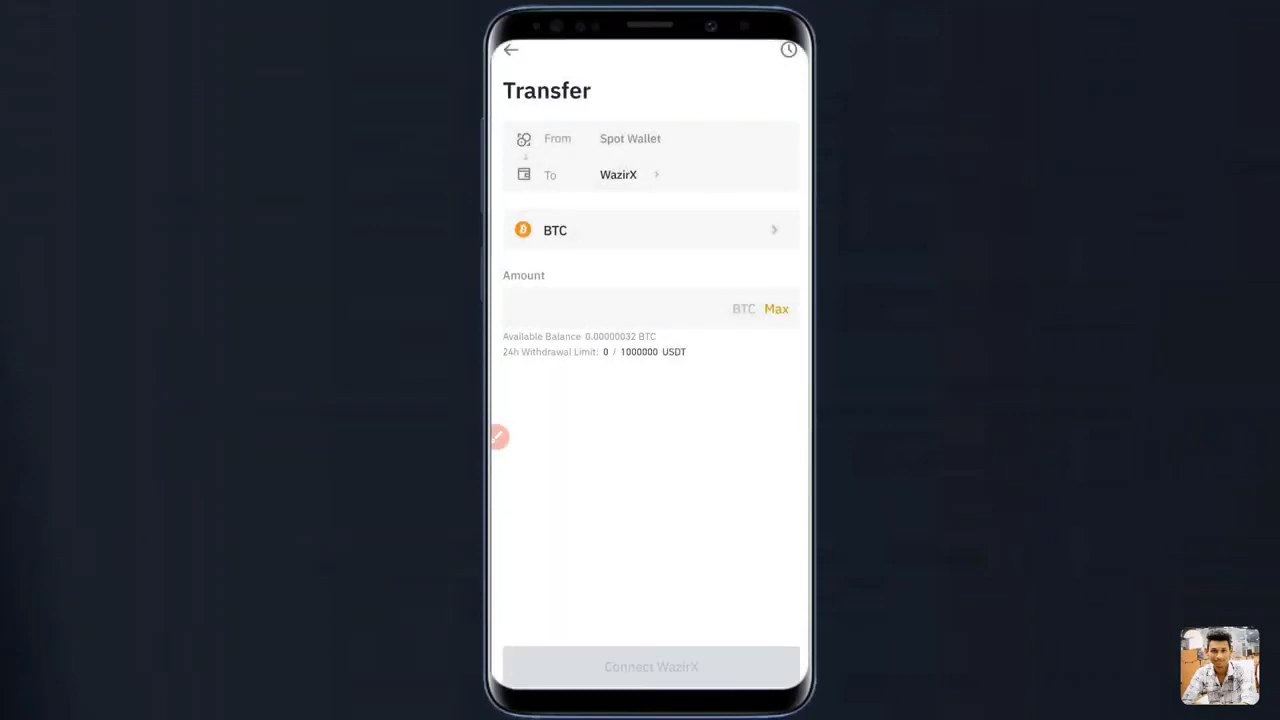 Transfer
From Spot Wallet
To WazirX
BTC
Amount
BTC Max
Available Balance 0.00000032 BTC
24h Withdrawal Limit: 0 / 1000000 USDT
Connect WazirX